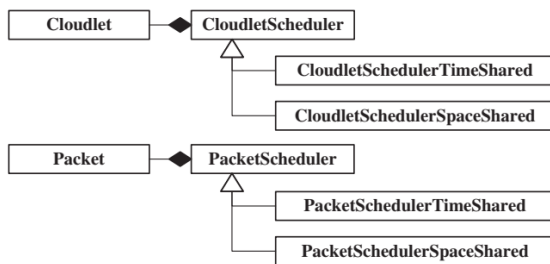 Cloudlet
CloudletScheduler
CloudletSchedulerTimeShared
CloudletSchedulerSpaceShared
Packet
PacketScheduler
PacketSchedulerTimeShared
PacketSchedulerSpaceShared